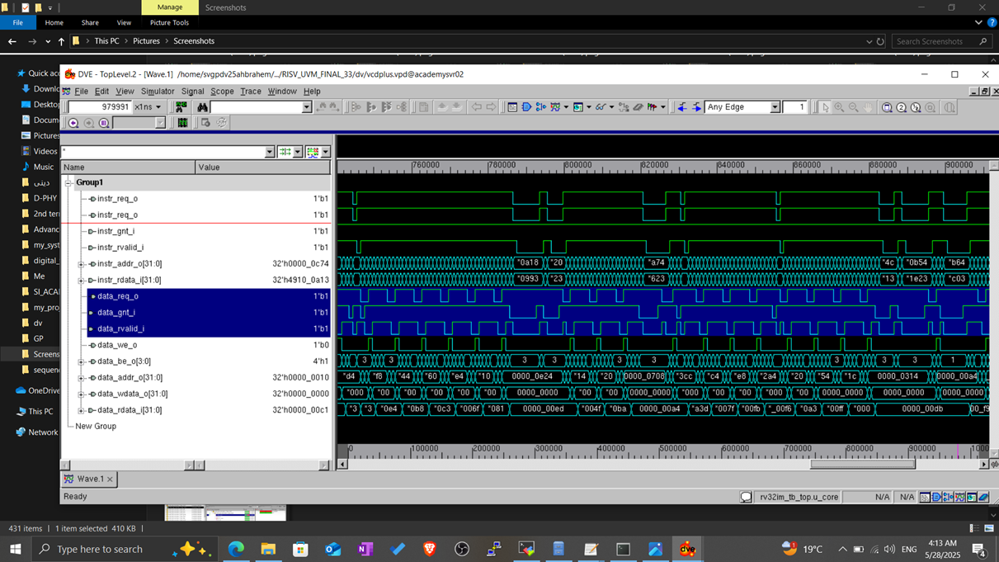 Manage
Screenshots
File
Home
Share
View
Picture Tools
This PC
Pictures
Screenshots
Search Screenshots
Quick acc
Downlo
Deskto
Docum
Pictures
Videos
Music
دينى
D-PHY
2nd ter
Advanc
my_syst
digital_
Me
SI_ACA
my_proj
dv
GP
Screens
sequen
OneDrive
This PC
Network
DVE - TopLevel.2 - [Wave.1] /home/svgpdv25ahbrahem/.../RISV_UVM_FINAL_33/dv/vcdplus.vpd@academysvr02
File Edit View Simulator Signal Scope Trace Window Help
979991 x1ns
Any Edge 1
*
Name Value
Group1
instr_req_o 1'b1
instr_req_o 1'b1
instr_gnt_i 1'b1
instr_rvalid_i 1'b1
instr_addr_o[31:0] 32'h0000_0c74
instr_rdata_i[31:0] 32'h4910_0a13
data_req_o 1'b1
data_gnt_i 1'b1
data_rvalid_i 1'b1
data_we_o 1'b0
data_be_o[3:0] 4'h1
data_addr_o[31:0] 32'h0000_0010
data_wdata_o[31:0] 32'h0000_0000
data_rdata_i[31:0] 32'h0000_00c1
New Group
760000 780000 800000 820000 840000 860000 880000 900000
*0a18 *20 *a74 *4c *0b54 *b64
*0993 *23 *623 *13 *1e23 *c03
3 3 3 3 3 3 3 3 1
*d4 *f8 *44 *60 *e4 *10 0000_0e24 *14 *20 0000_0708 *3cc *c4 *e8 *2a4 *20 *54 *1c 0000_0314 0000_00a4
*000 *00 *00 *00 *00 *00 0000_0000 *00 *00 0000_0000 *000 *00 *00 *000 *00 *00 *00 0000_0000 0000_0000
*3 *3 *0e4 *0b8 *0c3 *006f *081 0000_00ed *004f *0ba 0000_00a4 *a3d *007f *00fb *_00f6 *0a3 *00ff *000 0000_00db
0 100000 200000 300000 400000 500000 600000 700000 800000 900000
Wave.1
Ready
rv32im_tb_top.u_core N/A N/A
431 items 1 item selected 410 KB
Type here to search
19°C
ENG
4:13 AM
5/28/2025
4